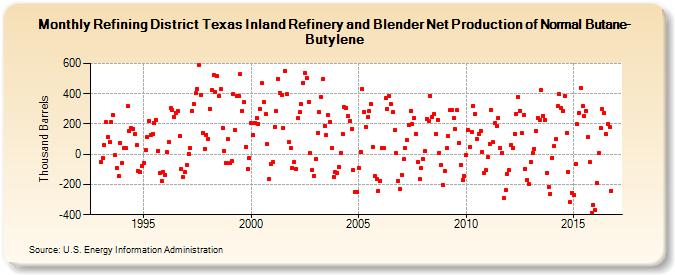 Monthly Refining District Texas Inland Refinery and Blender Net Production of Normal Butane-
Butylene
Thousand Barrels
600
400
200
0
-200
-400
1995
2000
2005
2010
2015
Source: U.S. Energy Information Administration